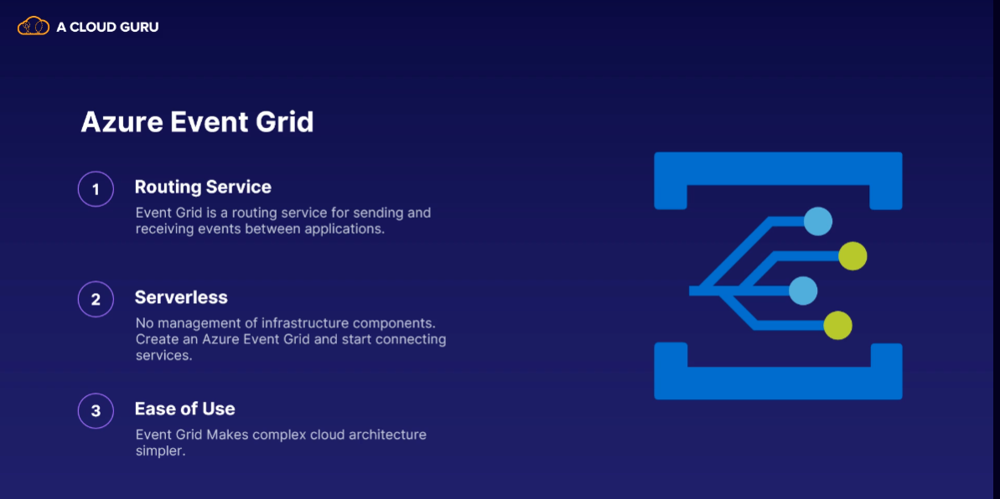 A CLOUD GURU
Azure Event Grid
1
Routing Service
Event Grid is a routing service for sending and
receiving events between applications.
2
Serverless
No management of infrastructure components.
Create an Azure Event Grid and start connecting
services.
3
Ease of Use
Event Grid Makes complex cloud architecture
simpler.